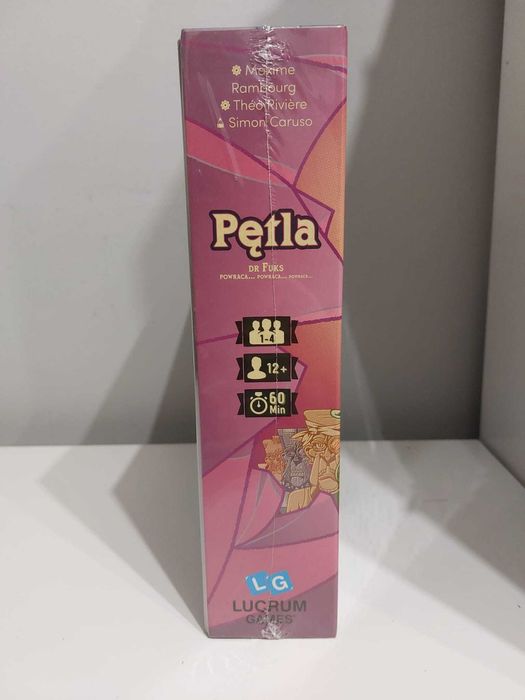 Maxime
Rambourg
Théo Rivière
Simon Caruso
Pętla
DR FUKS
POWRACA... POWRACA... POWRACA...
1-4
12+
60
Min
LG
LUCRUM
GAMES